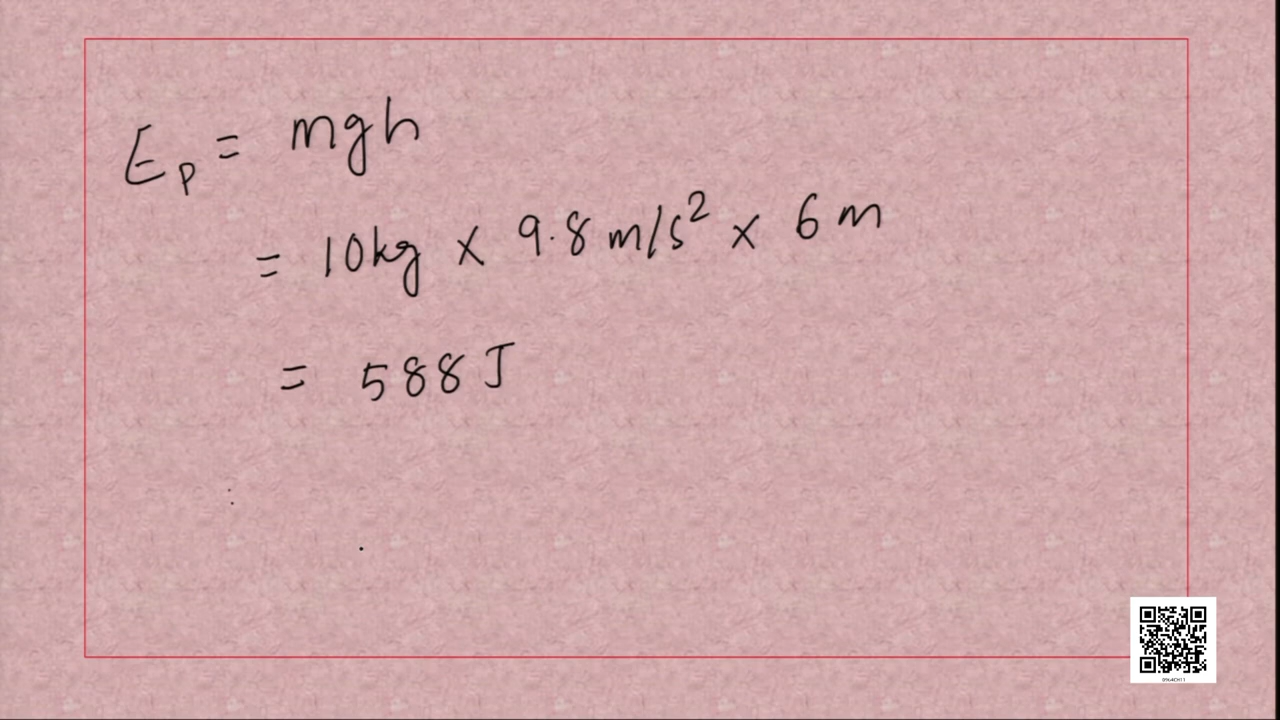 Ep = mgh
= 10kg × 9.8 m/s² × 6 m
= 588 J